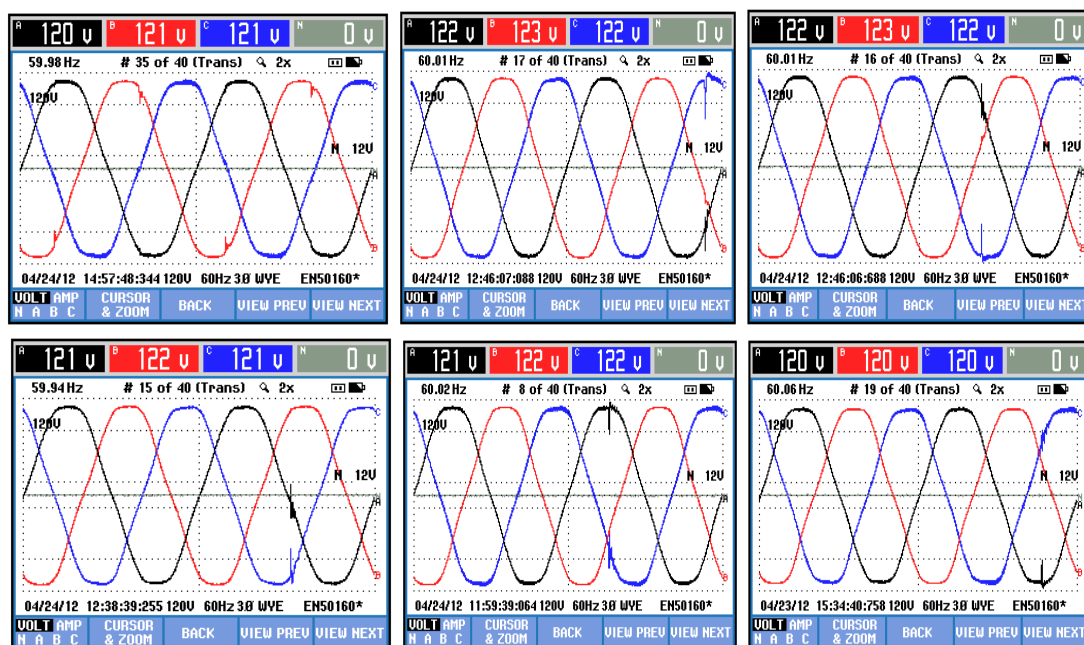 A 120 V B 121 V C 121 V N 0 V
59.98 Hz # 35 of 40 (Trans) 2x
120V
C
N 12V
A
B
04/24/12 14:57:48:344 120V 60Hz 3Ø WYE EN50160*
VOLT AMP CURSOR BACK VIEW PREV VIEW NEXT
N A B C & ZOOM
A 122 V B 123 V C 122 V N 0 V
60.01 Hz # 17 of 40 (Trans) 2x
120V
C
N 12V
A
B
04/24/12 12:46:07:088 120V 60Hz 3Ø WYE EN50160*
VOLT AMP CURSOR BACK VIEW PREV VIEW NEXT
N A B C & ZOOM
A 122 V B 123 V C 122 V N 0 V
60.01 Hz # 16 of 40 (Trans) 2x
120V
C
N 12V
A
B
04/24/12 12:46:06:688 120V 60Hz 3Ø WYE EN50160*
VOLT AMP CURSOR BACK VIEW PREV VIEW NEXT
N A B C & ZOOM
A 121 V B 122 V C 121 V N 0 V
59.94 Hz # 15 of 40 (Trans) 2x
120V
C
N 12V
A
B
04/24/12 12:38:39:255 120V 60Hz 3Ø WYE EN50160*
VOLT AMP CURSOR BACK VIEW PREV VIEW NEXT
N A B C & ZOOM
A 121 V B 122 V C 122 V N 0 V
60.02 Hz # 8 of 40 (Trans) 2x
120V
C
N 12V
A
B
04/24/12 11:59:39:064 120V 60Hz 3Ø WYE EN50160*
VOLT AMP CURSOR BACK VIEW PREV VIEW NEXT
N A B C & ZOOM
A 120 V B 120 V C 120 V N 0 V
60.06 Hz # 19 of 40 (Trans) 2x
120V
C
N 12V
N
A
B
04/23/12 15:34:40:758 120V 60Hz 3Ø WYE EN50160*
VOLT AMP CURSOR BACK VIEW PREV VIEW NEXT
N A B C & ZOOM